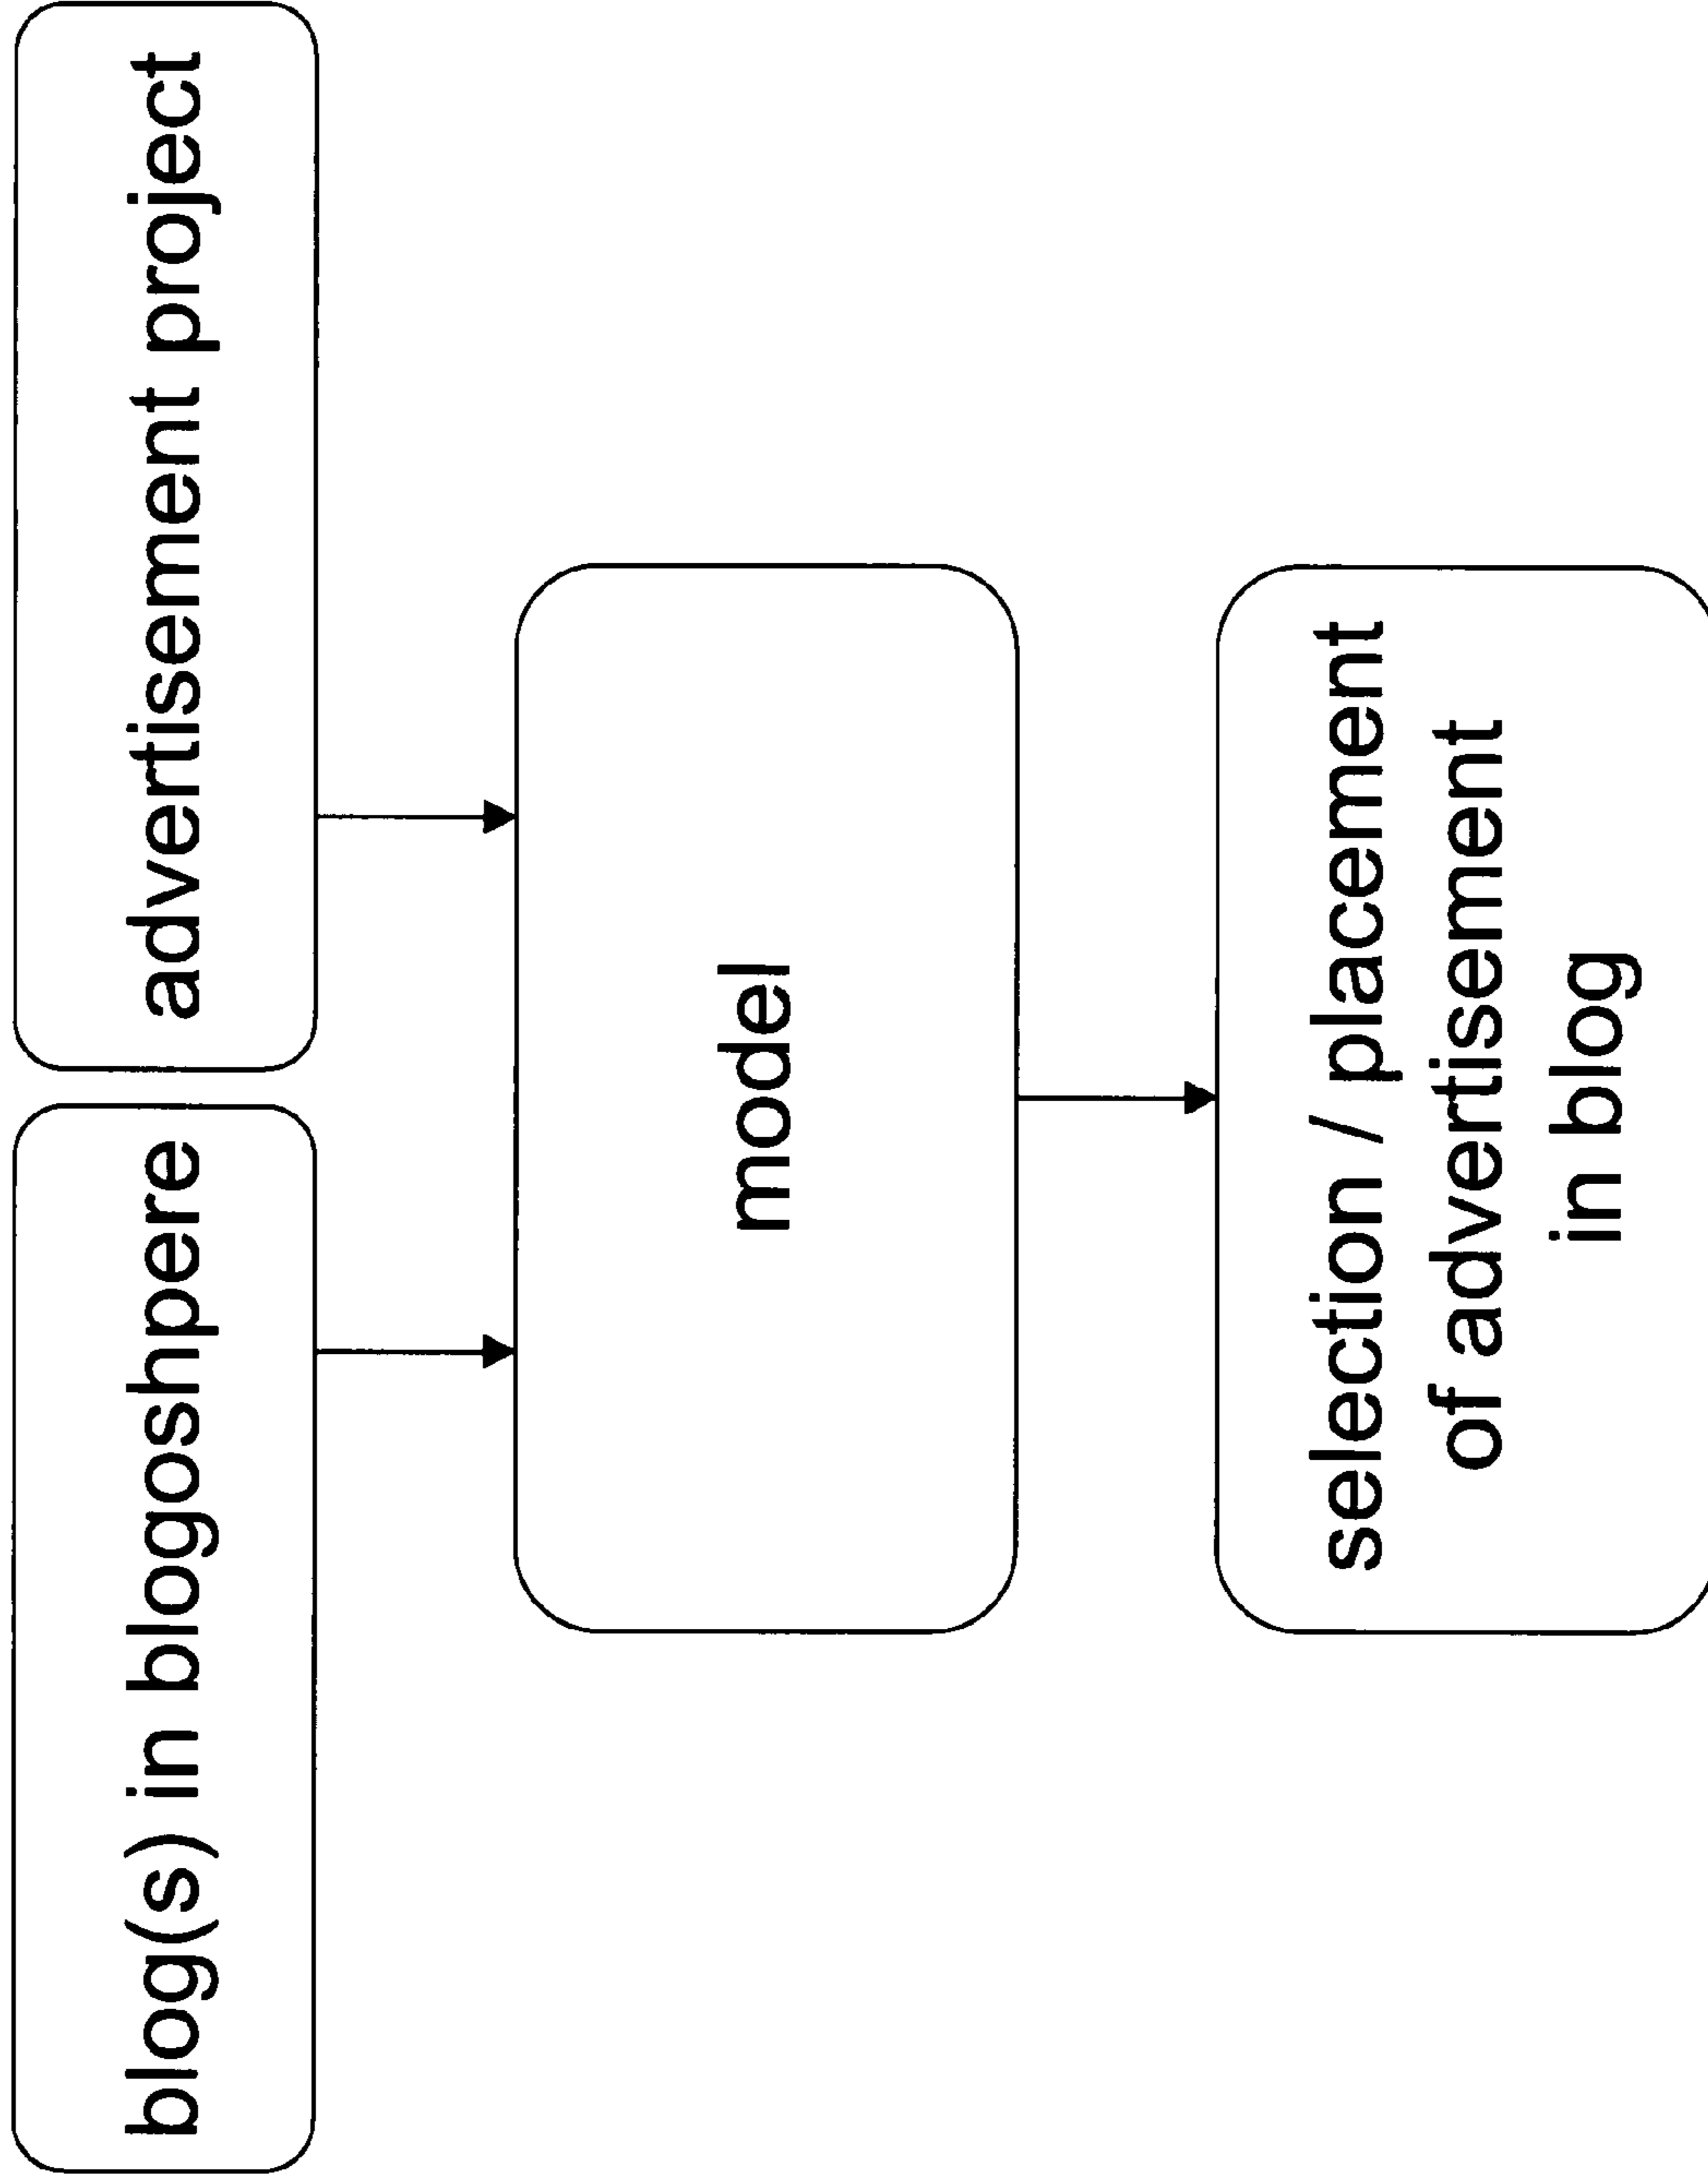 blog(s) in blogoshpere
advertisement project
model
selection / placement
of advertisement
in blog